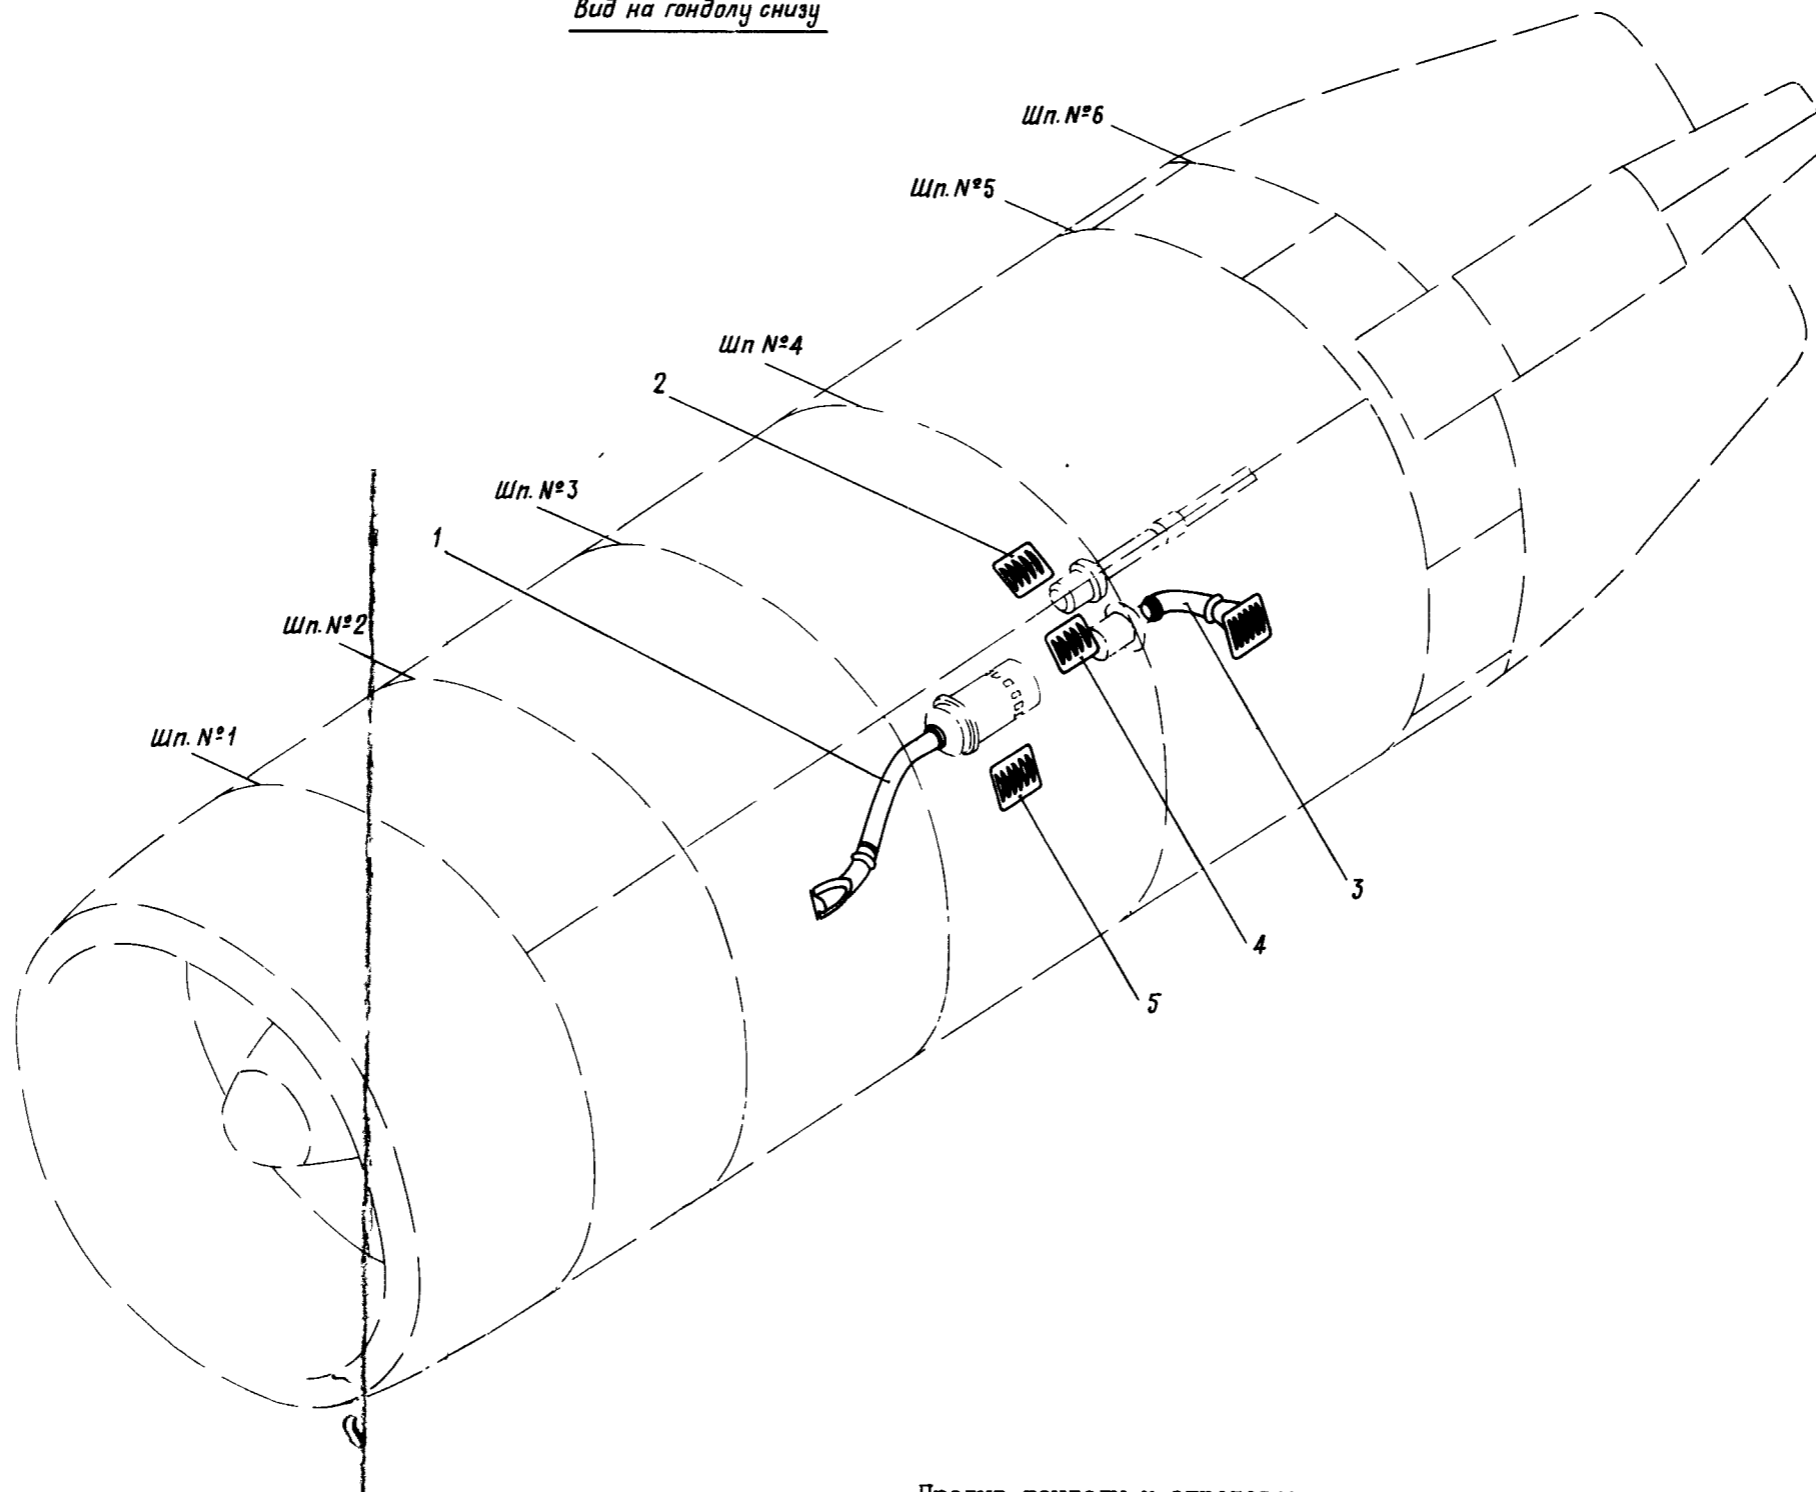 Вид на гондолу снизу
Шп. №6
Шп. №5
Шп №4
2
Шп. №3
1
Шп. №2
Шп. №1
3
4
5